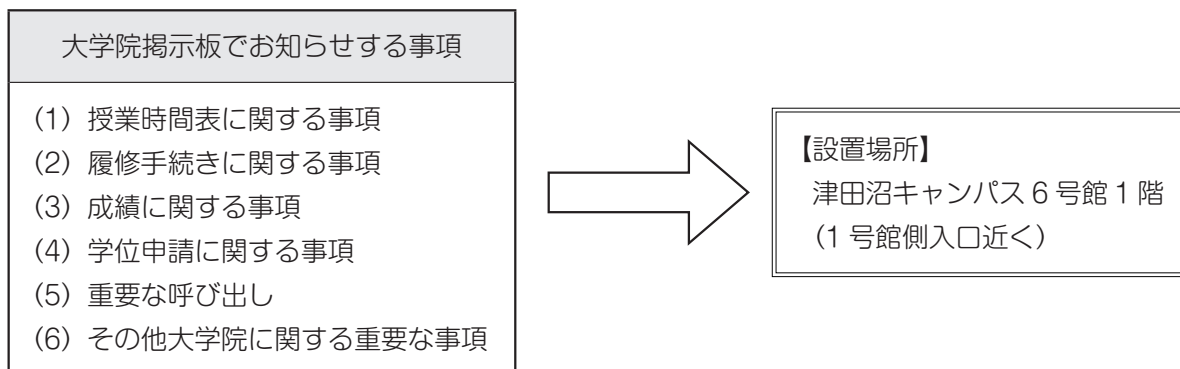 大学院掲示板でお知らせする事項
（1）授業時間表に関する事項
（2）履修手続きに関する事項
（3）成績に関する事項
（4）学位申請に関する事項
（5）重要な呼び出し
（6）その他大学院に関する重要な事項
【設置場所】
津田沼キャンパス 6 号館 1 階
（1 号館側入口近く）